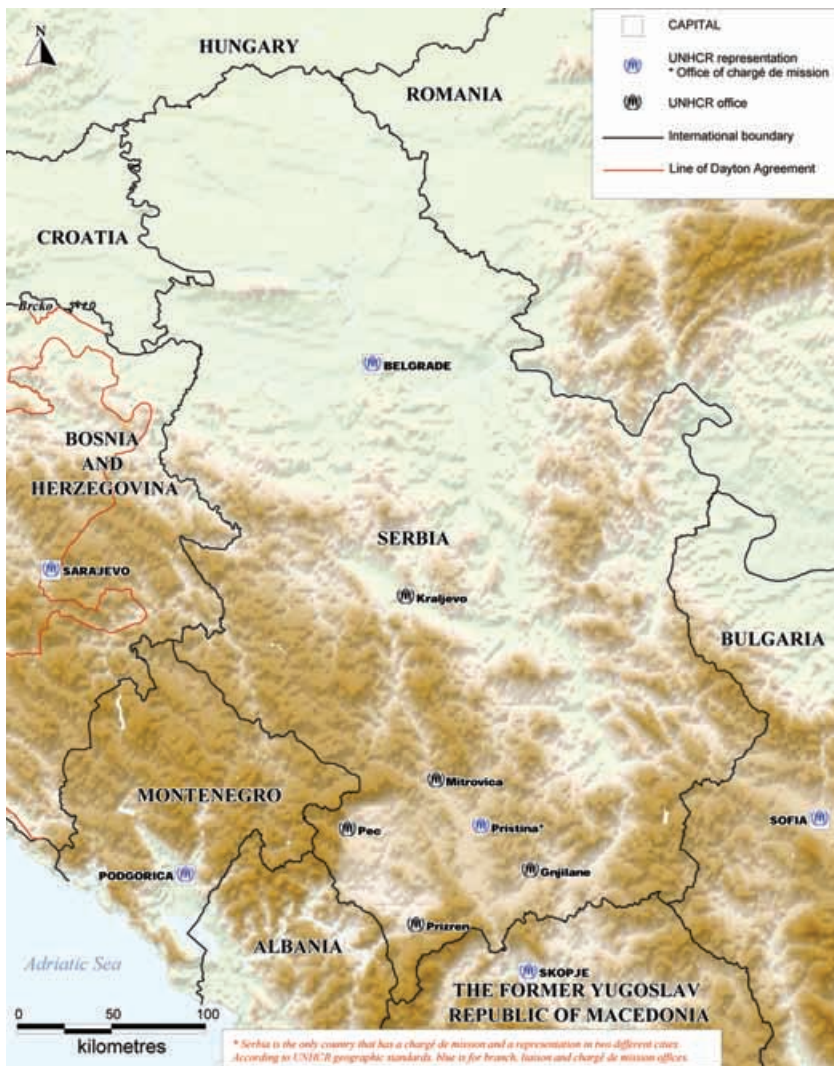 N
HUNGARY
ROMANIA
CAPITAL
UNHCR representation
* Office of chargé de mission
UNHCR office
International boundary
Line of Dayton Agreement
CROATIA
Brcko
BELGRADE
BOSNIA
AND
HERZEGOVINA
SERBIA
SARAJEVO
Kraljevo
BULGARIA
Mitrovica
MONTENEGRO
Pec
Pristina*
SOFIA
PODGORICA
Gnjilane
Prizren
ALBANIA
Adriatic Sea
SKOPJE
THE FORMER YUGOSLAV
REPUBLIC OF MACEDONIA
0 50 100
kilometres
* Serbia is the only country that has a chargé de mission and a representation in two different cities.
According to UNHCR geographic standards, blue is for branch, liaison and chargé de mission offices.